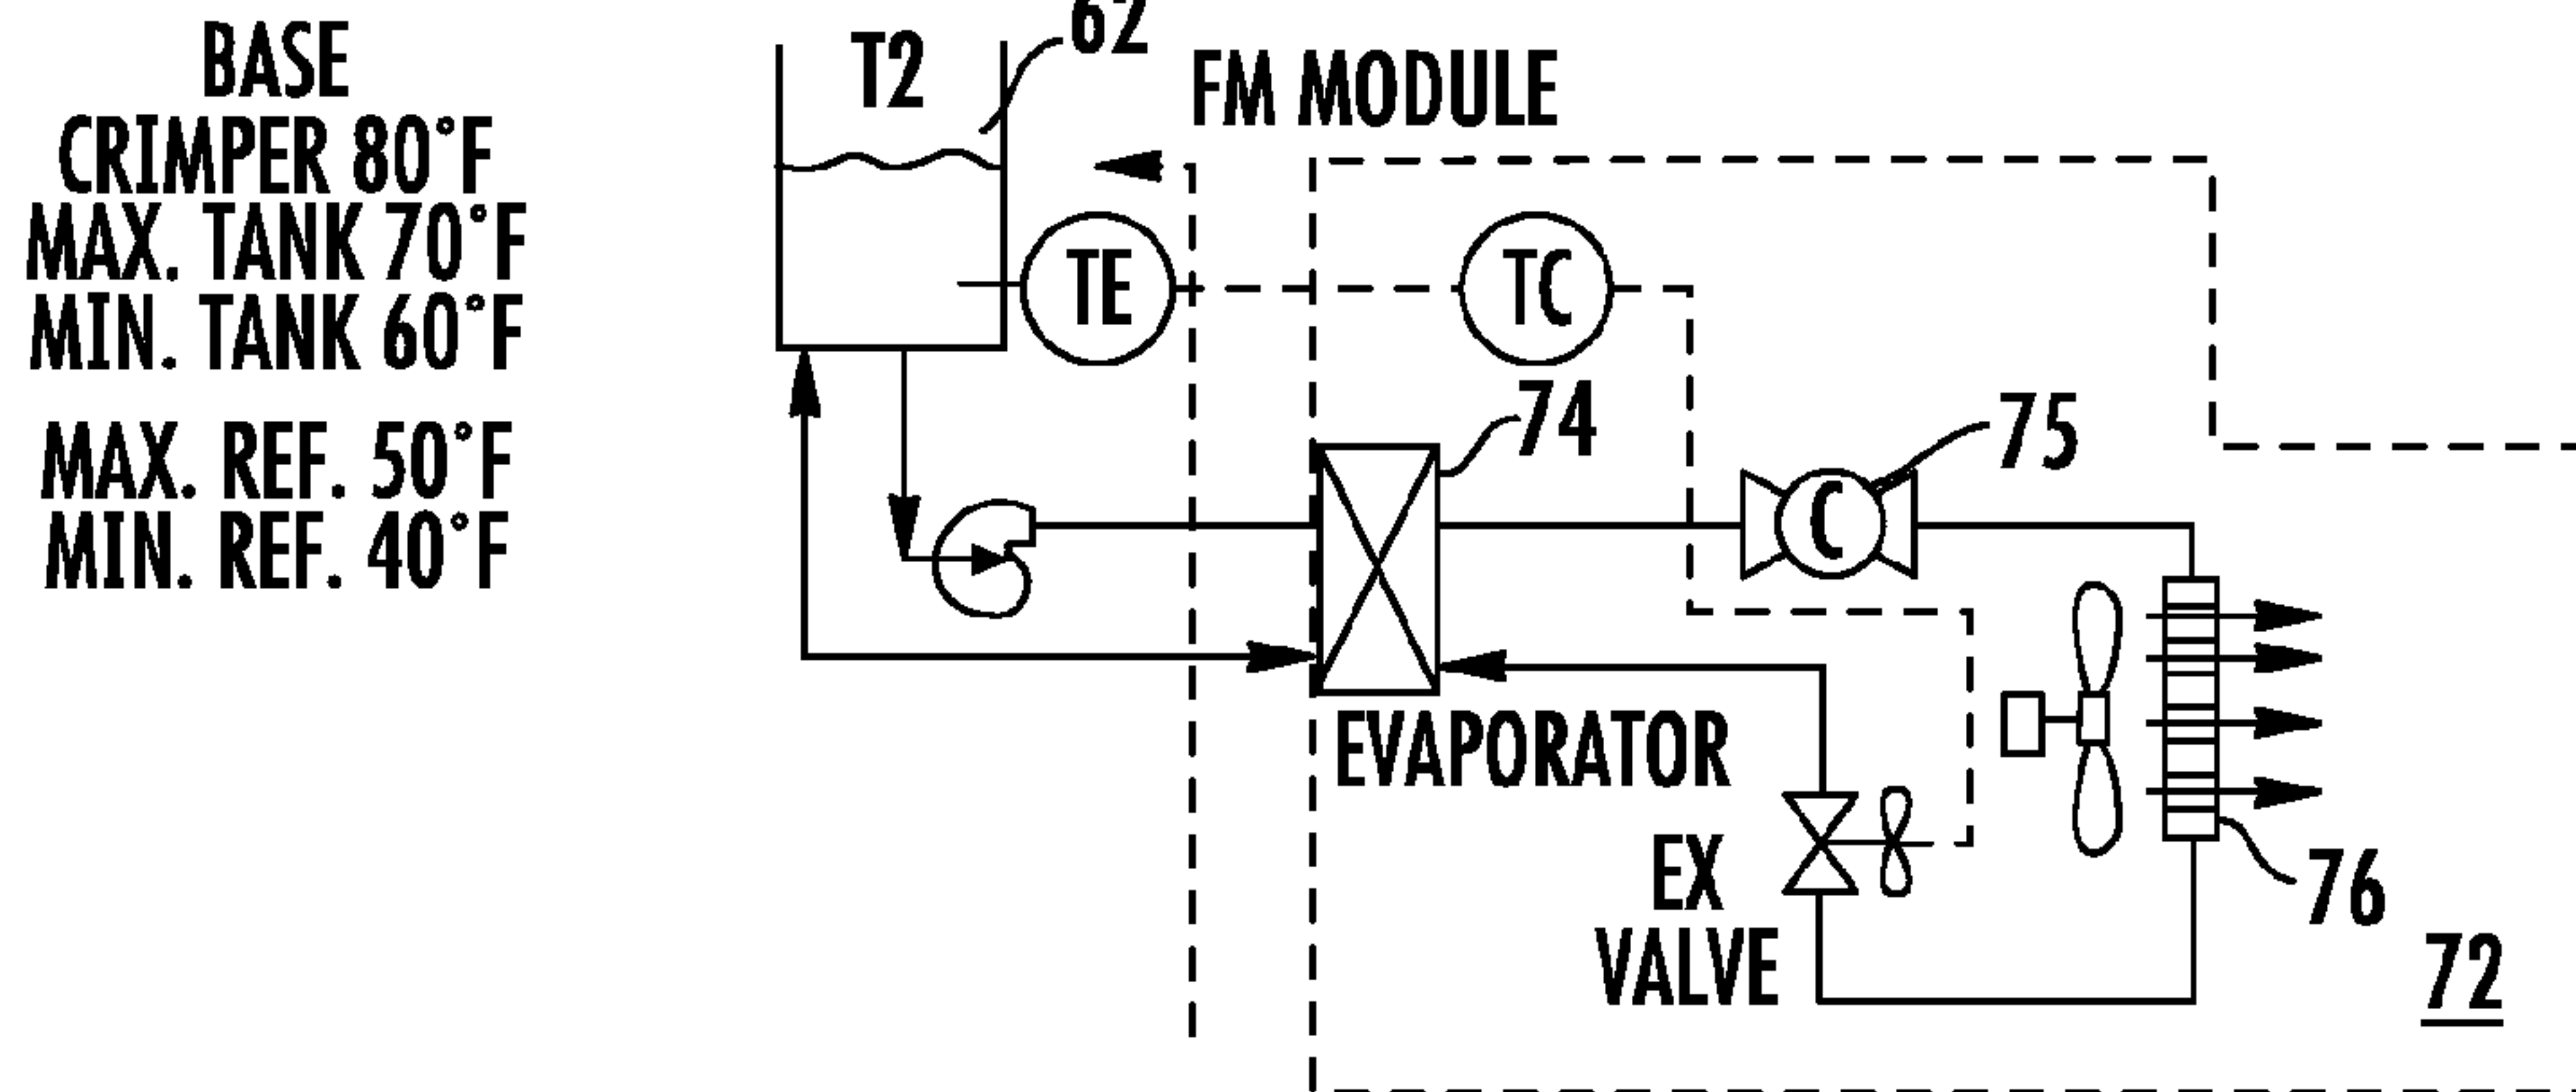 BASE
CRIMPER 80°F
MAX. TANK 70°F
MIN. TANK 60°F
MAX. REF. 50°F
MIN. REF. 40°F
T2
62
FM MODULE
TE
TC
74
75
C
EVAPORATOR
EX
VALVE
76
72